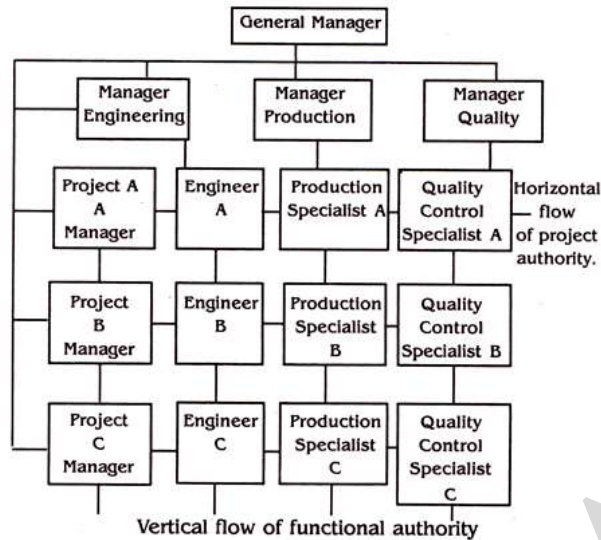 General Manager
Manager
Engineering
Manager
Production
Manager
Quality
Project A
A
Manager
Engineer
A
Production
Specialist A
Quality
Control
Specialist A
Horizontal
flow
of project
authority.
Project
B
Manager
Engineer
B
Production
Specialist
B
Quality
Control
Specialist B
Project
C
Manager
Engineer
C
Production
Specialist
C
Quality
Control
Specialist
C
Vertical flow of functional authority